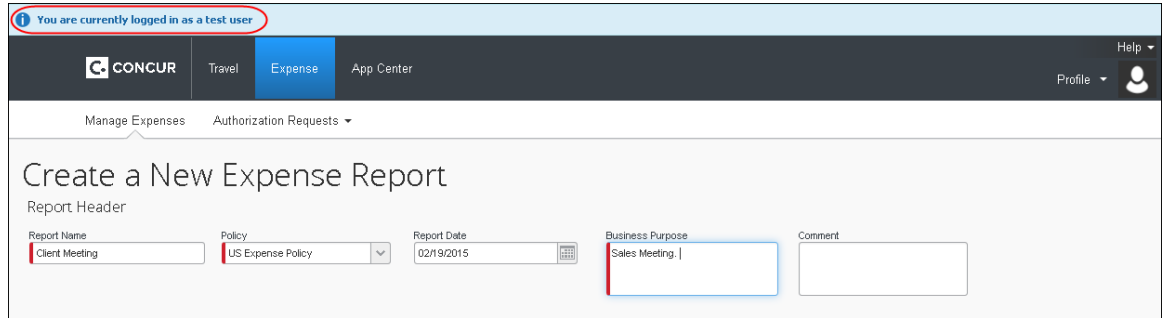 You are currently logged in as a test user
Help
C. CONCUR Travel Expense App Center
Profile
Manage Expenses Authorization Requests
Create a New Expense Report
Report Header
Report Name Policy Report Date Business Purpose Comment
Client Meeting US Expense Policy 02/19/2015 Sales Meeting.